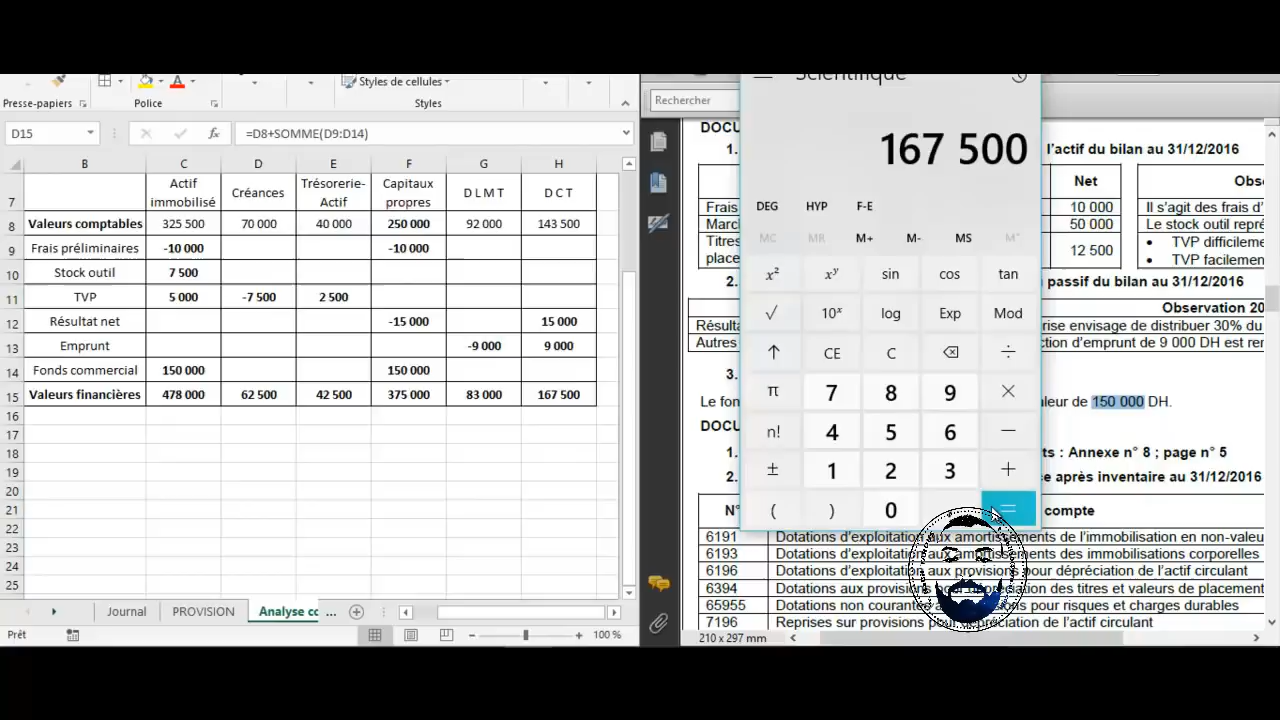 Presse-papiers
Police
Styles de cellules
Styles
D15
fx
=D8+SOMME(D9:D14)
B C D E F G H
7 Actif immobilisé Créances Trésorerie-Actif Capitaux propres D L M T D C T
8 Valeurs comptables 325 500 70 000 40 000 250 000 92 000 143 500
9 Frais préliminaires -10 000 -10 000
10 Stock outil 7 500
11 TVP 5 000 -7 500 2 500
12 Résultat net -15 000 15 000
13 Emprunt -9 000 9 000
14 Fonds commercial 150 000 150 000
15 Valeurs financières 478 000 62 500 42 500 375 000 83 000 167 500
16
17
18
19
20
21
22
23
24
25
Journal PROVISION Analyse co ...
Prêt
100 %
Rechercher
Scientifique
167 500
DEG HYP F-E
MC MR M+ M- MS M˅
x² xʸ sin cos tan
√ 10ˣ log Exp Mod
↑ CE C ÷
π 7 8 9 ×
n! 4 5 6 −
± 1 2 3 +
( ) 0 =
DOCU
1. l'actif du bilan au 31/12/2016
Net Obs
Frais 10 000 Il s'agit des frais d'
March 50 000 Le stock outil repré
Titres place 12 500
• TVP difficileme
• TVP facilemen
2. passif du bilan au 31/12/2016
Observation 20
Résulta rise envisage de distribuer 30% du
Autres ction d'emprunt de 9 000 DH est rem
3.
Le fon aleur de 150 000 DH.
DOCU
1. ts : Annexe n° 8 ; page n° 5
2. ce après inventaire au 31/12/2016
N° compte
6191 Dotations d'exploitation aux amortissements de l'immobilisation en non-valeu
6193 Dotations d'exploitation aux amortissements des immobilisations corporelles
6196 Dotations d'exploitation aux provisions pour dépréciation de l'actif circulant
6394 Dotations aux provisions pour dépréciation des titres et valeurs de placement
65955 Dotations non courantes aux provisions pour risques et charges durables
7196 Reprises sur provisions pour dépréciation de l'actif circulant
210 x 297 mm